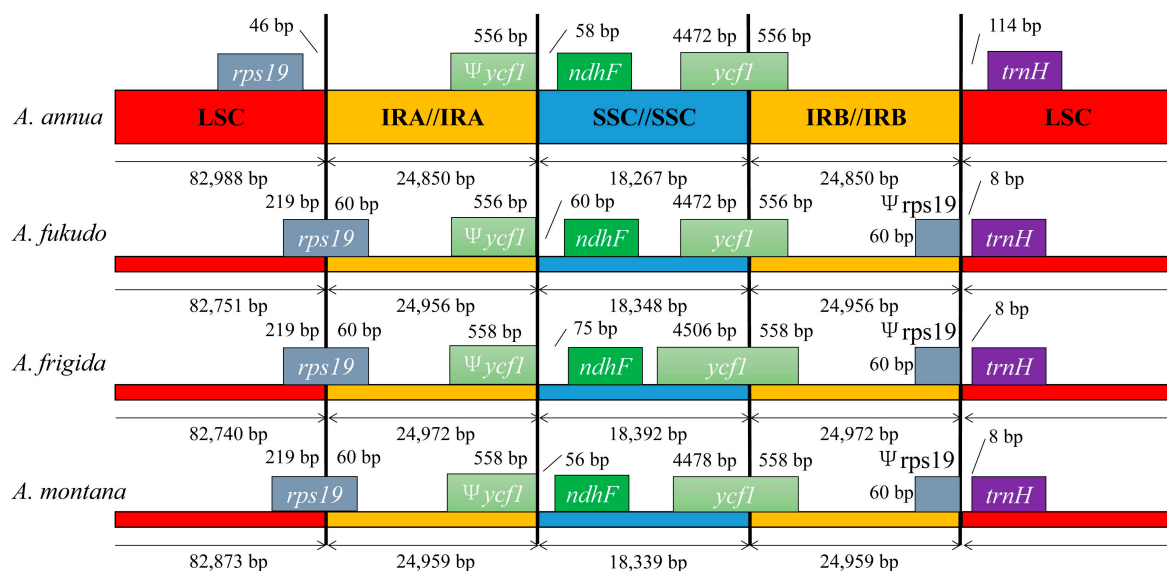 46 bp 556 bp 58 bp 4472 bp 556 bp 114 bp
rps19 Ψycf1 ndhF ycf1 trnH
A. annua LSC IRA//IRA SSC//SSC IRB//IRB LSC
82,988 bp 24,850 bp 18,267 bp 24,850 bp
219 bp 60 bp 556 bp 60 bp 4472 bp 556 bp Ψrps19 8 bp
A. fukudo rps19 Ψycf1 ndhF ycf1 60 bp trnH
82,751 bp 24,956 bp 18,348 bp 24,956 bp
219 bp 60 bp 558 bp 75 bp 4506 bp 558 bp Ψrps19 8 bp
A. frigida rps19 Ψycf1 ndhF ycf1 60 bp trnH
82,740 bp 24,972 bp 18,392 bp 24,972 bp
219 bp 60 bp 558 bp 56 bp 4478 bp 558 bp Ψrps19 8 bp
A. montana rps19 Ψycf1 ndhF ycf1 60 bp trnH
82,873 bp 24,959 bp 18,339 bp 24,959 bp